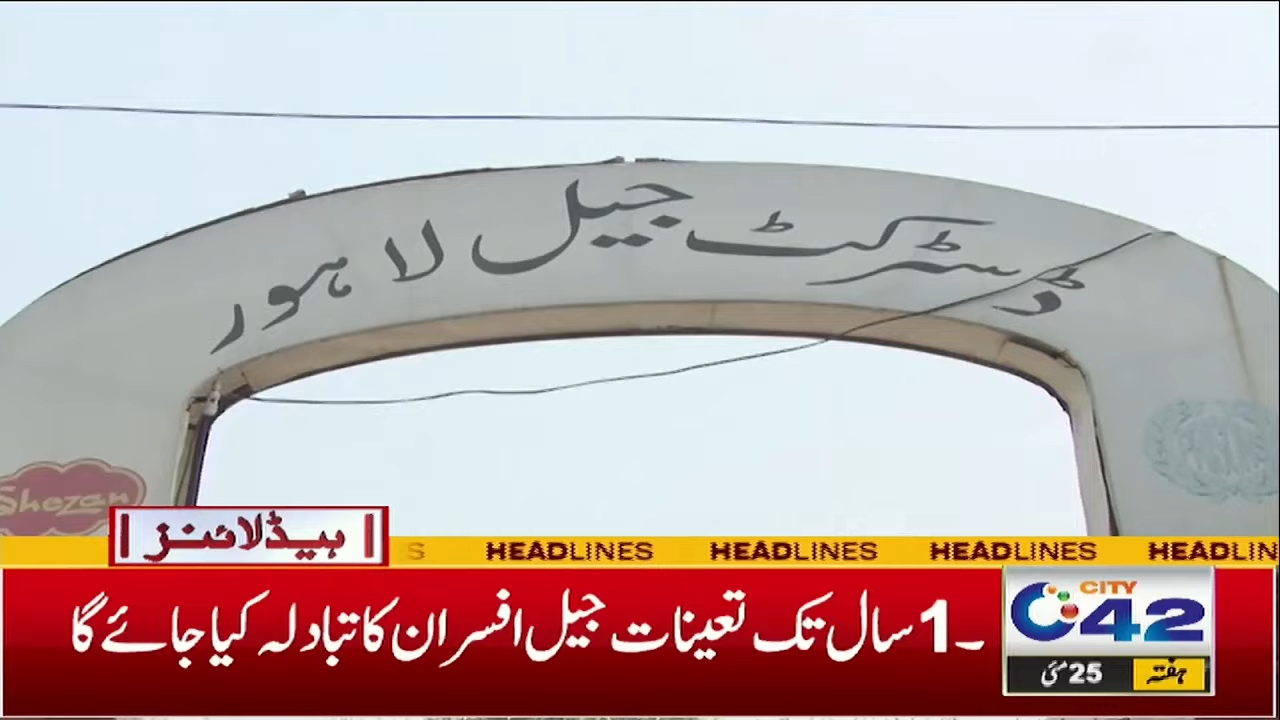 ڈسٹرکٹ جیل لاہور
Shezan
ہیڈلائنز
HEADLINES HEADLINES HEADLINES HEADLIN
۔1 سال تک تعینات جیل افسران کا تبادلہ کیا جائے گا
CITY
42
ہفتہ 25 مئی